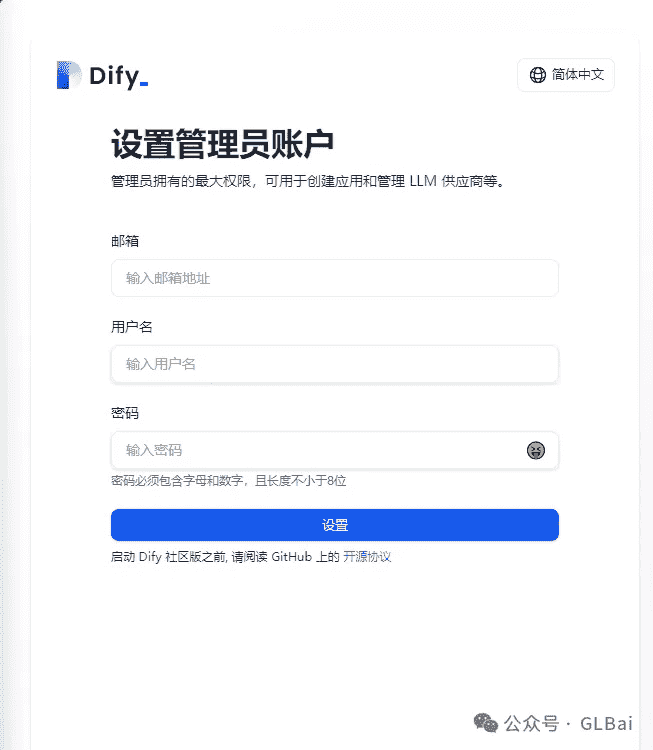 Dify_
简体中文
设置管理员账户
管理员拥有的最大权限，可用于创建应用和管理 LLM 供应商等。
邮箱
输入邮箱地址
用户名
输入用户名
密码
输入密码
密码必须包含字母和数字，且长度不小于8位
设置
启动 Dify 社区版之前, 请阅读 GitHub 上的 开源协议
公众号 · GLBai